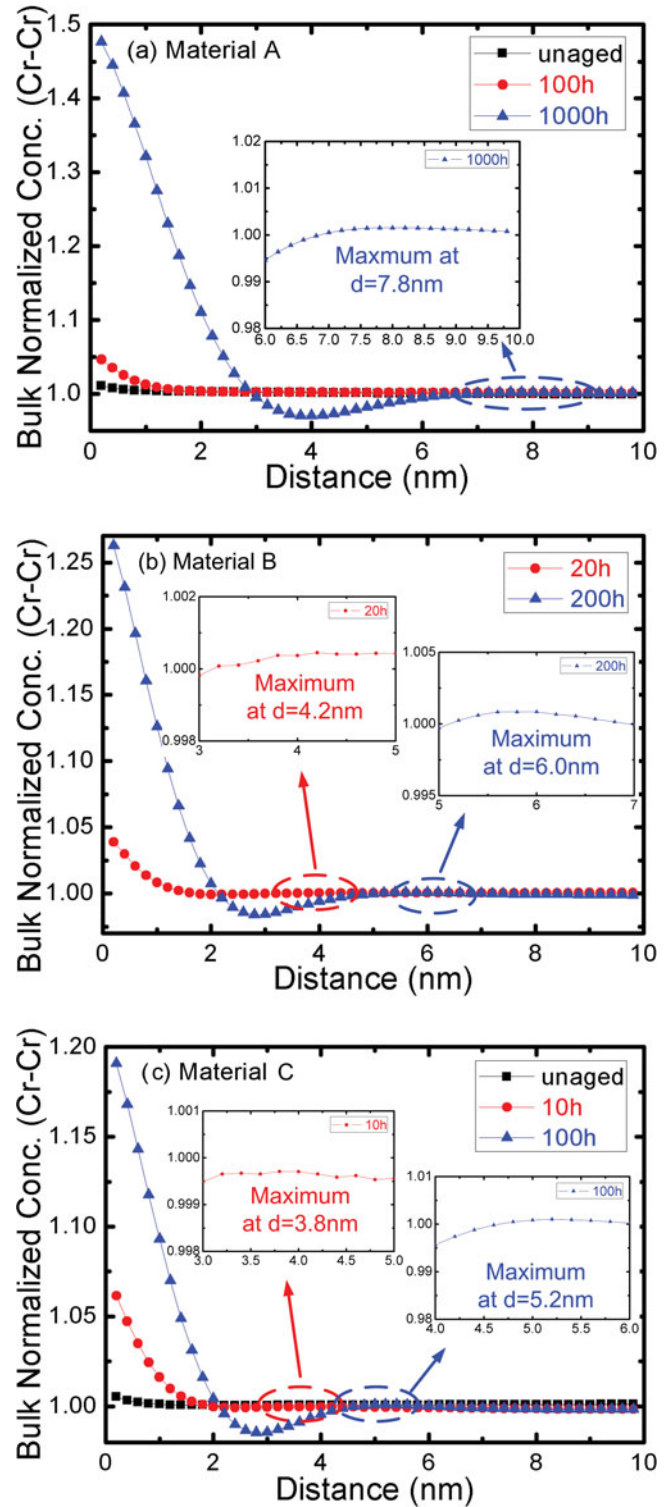 Bulk Normalized Conc. (Cr-Cr)
1.5
1.4
1.3
1.2
1.1
1.0
(a) Material A
unaged
100h
1000h
1.02
1.00
0.99
0.98
1000h
Maxmum at
d=7.8nm
6.0 6.5 7.0 7.5 8.0 8.5 9.0 9.5 10.0
0 2 4 6 8 10
Distance (nm)
Bulk Normalized Conc. (Cr-Cr)
1.25
1.20
1.15
1.10
1.05
1.00
(b) Material B
20h
200h
1.002
1.000
0.998
20h
Maximum
at d=4.2nm
3 4 5
1.005
1.000
0.995
200h
Maximum
at d=6.0nm
5 6 7
0 2 4 6 8 10
Distance (nm)
Bulk Normalized Conc. (Cr-Cr)
1.20
1.15
1.10
1.05
1.00
(c) Material C
unaged
10h
100h
1.001
1.000
0.999
0.998
10h
Maximum
at d=3.8nm
3.0 3.5 4.0 4.5 5.0
1.01
1.00
0.99
0.98
100h
Maximum
at d=5.2nm
4.0 4.5 5.0 5.5 6.0
0 2 4 6 8 10
Distance (nm)